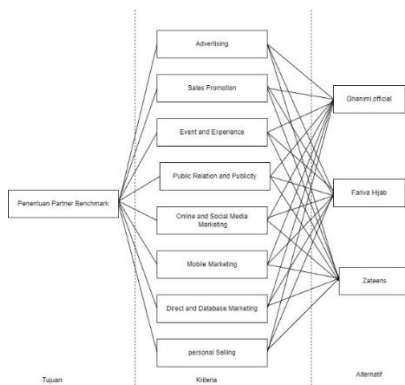 Advertising
Sales Promotion
Event and Experience
Public Relation and Publicity
Online and Social Media
Marketing
Mobile Marketing
Direct and Database Marketing
personal Selling
Penentuan Partner Benchmark
Ghanimi.official
Fariva Hijab
Zateens
Tujuan
Kriteria
Alternatif